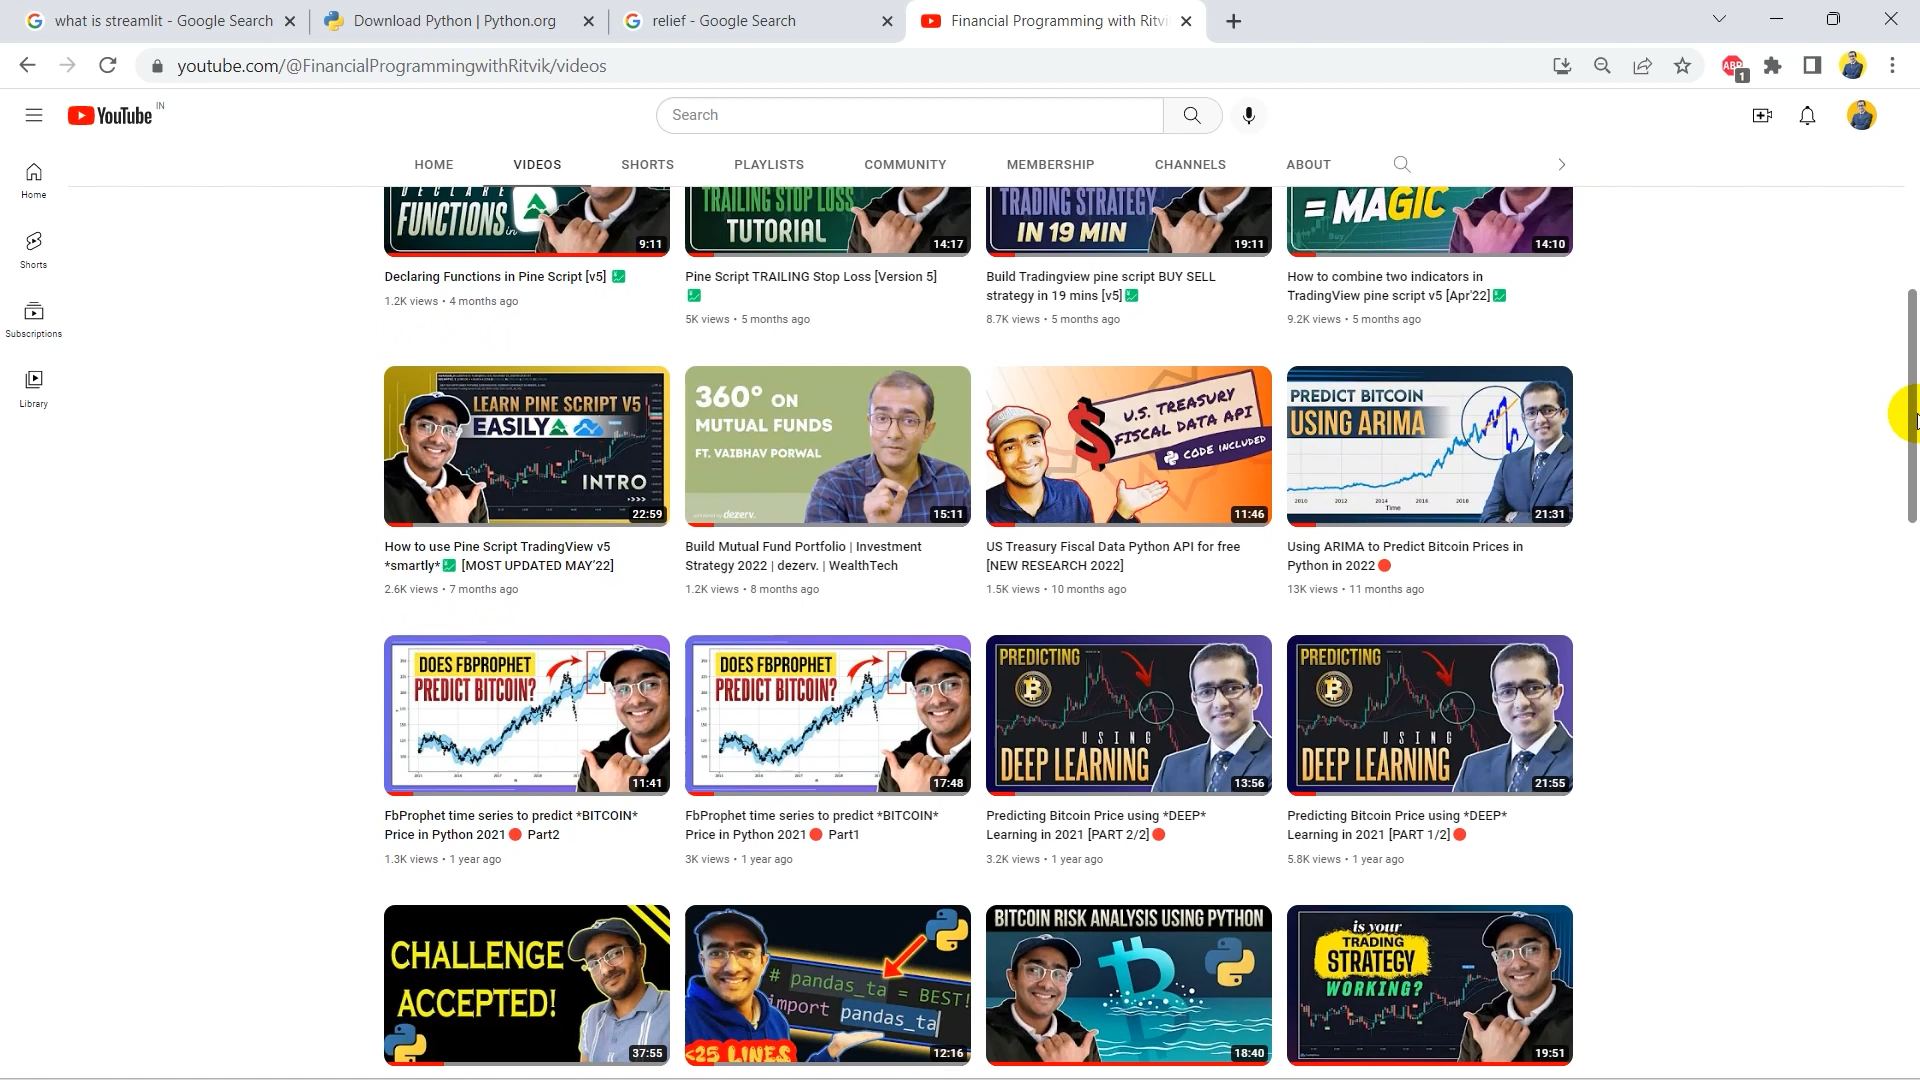 what is streamlit - Google Search
Download Python | Python.org
relief - Google Search
Financial Programming with Ritvi
youtube.com/@FinancialProgrammingwithRitvik/videos
ABP
1
YouTube IN
Search
HOME VIDEOS SHORTS PLAYLISTS COMMUNITY MEMBERSHIP CHANNELS ABOUT
Home
Shorts
Subscriptions
Library
DECLARE
FUNCTIONS in
9:11
TRAILING STOP LOSS
TUTORIAL
14:17
TRADING STRATEGY
IN 19 MIN
19:11
= MAGIC
Buy
14:10
Declaring Functions in Pine Script [v5]
1.2K views • 4 months ago
Pine Script TRAILING Stop Loss [Version 5]
5K views • 5 months ago
Build Tradingview pine script BUY SELL
strategy in 19 mins [v5]
8.7K views • 5 months ago
How to combine two indicators in
TradingView pine script v5 [Apr'22]
9.2K views • 5 months ago
LEARN PINE SCRIPT V5
EASILY
INTRO
>>>>
22:59
360° ON
MUTUAL FUNDS
FT. VAIBHAV PORWAL
dezerv.
15:11
U.S. TREASURY
FISCAL DATA API
CODE INCLUDED
11:46
PREDICT BITCOIN
USING ARIMA
2010 2012 2014 2016 2018
Time
21:31
How to use Pine Script TradingView v5
*smartly* [MOST UPDATED MAY'22]
2.6K views • 7 months ago
Build Mutual Fund Portfolio | Investment
Strategy 2022 | dezerv. | WealthTech
1.2K views • 8 months ago
US Treasury Fiscal Data Python API for free
[NEW RESEARCH 2022]
1.5K views • 10 months ago
Using ARIMA to Predict Bitcoin Prices in
Python in 2022
13K views • 11 months ago
DOES FBPROPHET
PREDICT BITCOIN?
11:41
DOES FBPROPHET
PREDICT BITCOIN?
17:48
PREDICTING
USING
DEEP LEARNING
13:56
PREDICTING
USING
DEEP LEARNING
21:55
FbProphet time series to predict *BITCOIN*
Price in Python 2021 Part2
1.3K views • 1 year ago
FbProphet time series to predict *BITCOIN*
Price in Python 2021 Part1
3K views • 1 year ago
Predicting Bitcoin Price using *DEEP*
Learning in 2021 [PART 2/2]
3.2K views • 1 year ago
Predicting Bitcoin Price using *DEEP*
Learning in 2021 [PART 1/2]
5.8K views • 1 year ago
CHALLENGE
ACCEPTED!
37:55
# pandas_ta = BEST!
import pandas_ta
<25 LINES
12:16
BITCOIN RISK ANALYSIS USING PYTHON
18:40
is your
TRADING
STRATEGY
WORKING?
19:51